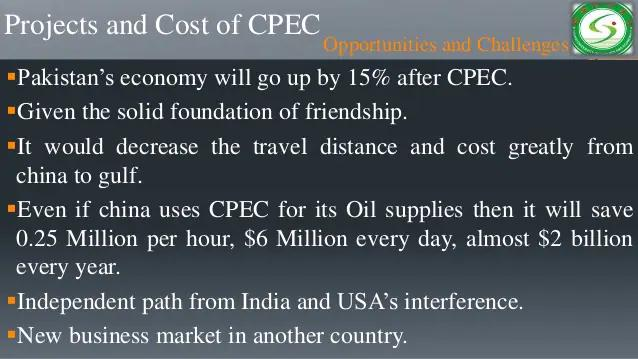 Projects and Cost of CPEC
Opportunities and Challenges
▪Pakistan’s economy will go up by 15% after CPEC.
▪Given the solid foundation of friendship.
▪It would decrease the travel distance and cost greatly from
china to gulf.
▪Even if china uses CPEC for its Oil supplies then it will save
0.25 Million per hour, $6 Million every day, almost $2 billion
every year.
▪Independent path from India and USA’s interference.
▪New business market in another country.